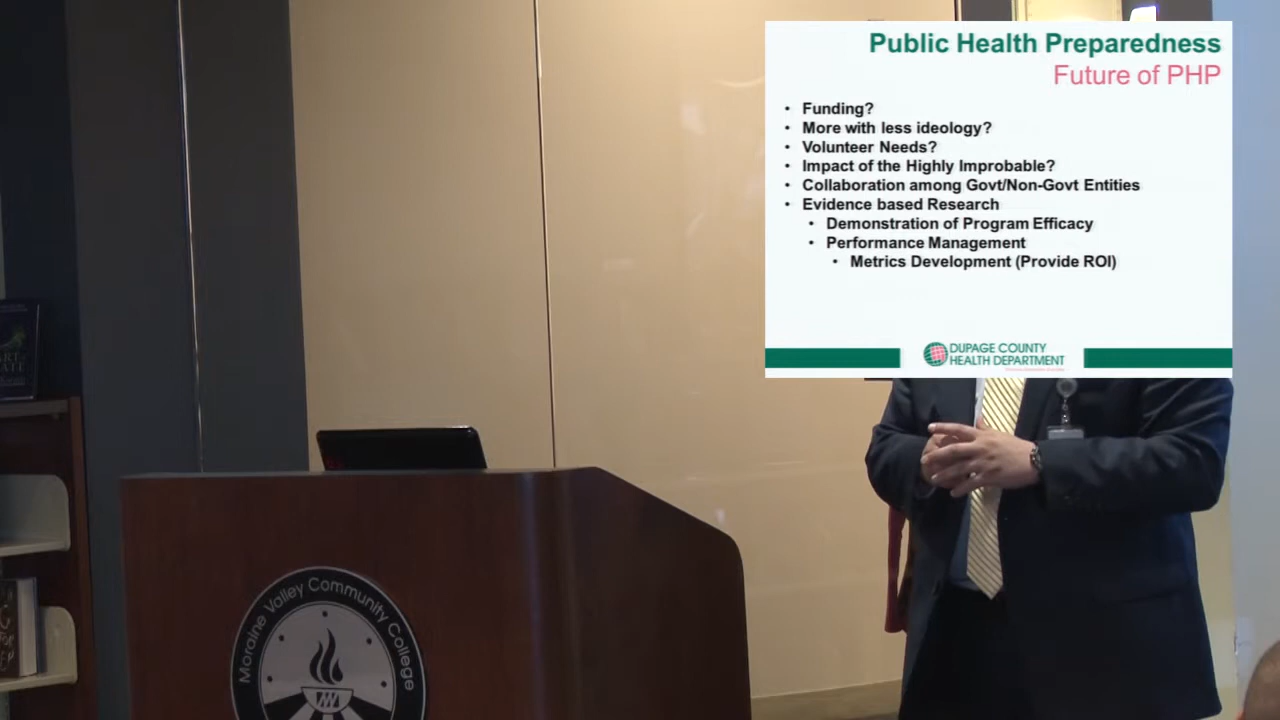 Public Health Preparedness
Future of PHP
• Funding?
• More with less ideology?
• Volunteer Needs?
• Impact of the Highly Improbable?
• Collaboration among Govt/Non-Govt Entities
• Evidence based Research
• Demonstration of Program Efficacy
• Performance Management
• Metrics Development (Provide ROI)
DUPAGE COUNTY
HEALTH DEPARTMENT
Moraine Valley Community College